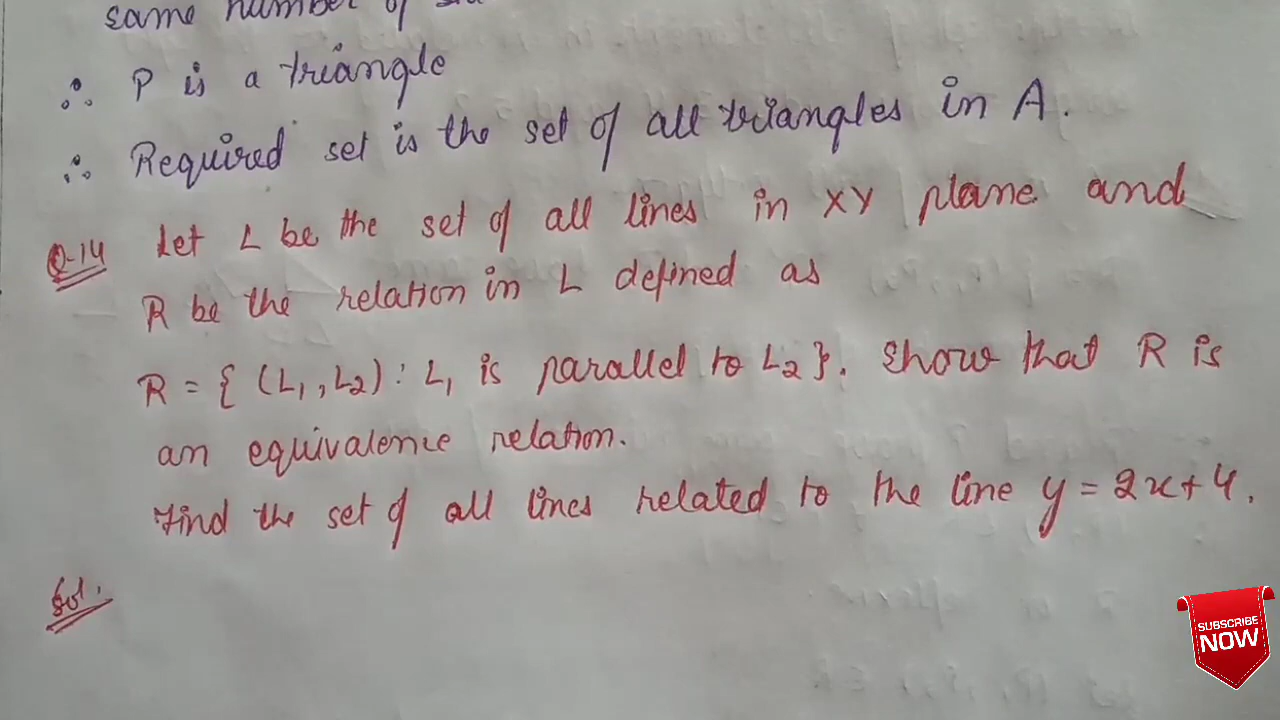 same number of
∴ P is a triangle
∴ Required set is the set of all triangles in A.
Q-14 Let L be the set of all lines in XY plane and
R be the relation in L defined as
R = { (L₁, L₂) : L₁ is parallel to L₂ }. Show that R is
an equivalence relation.
Find the set of all lines related to the line y = 2x + 4.
Sol.
SUBSCRIBE
NOW